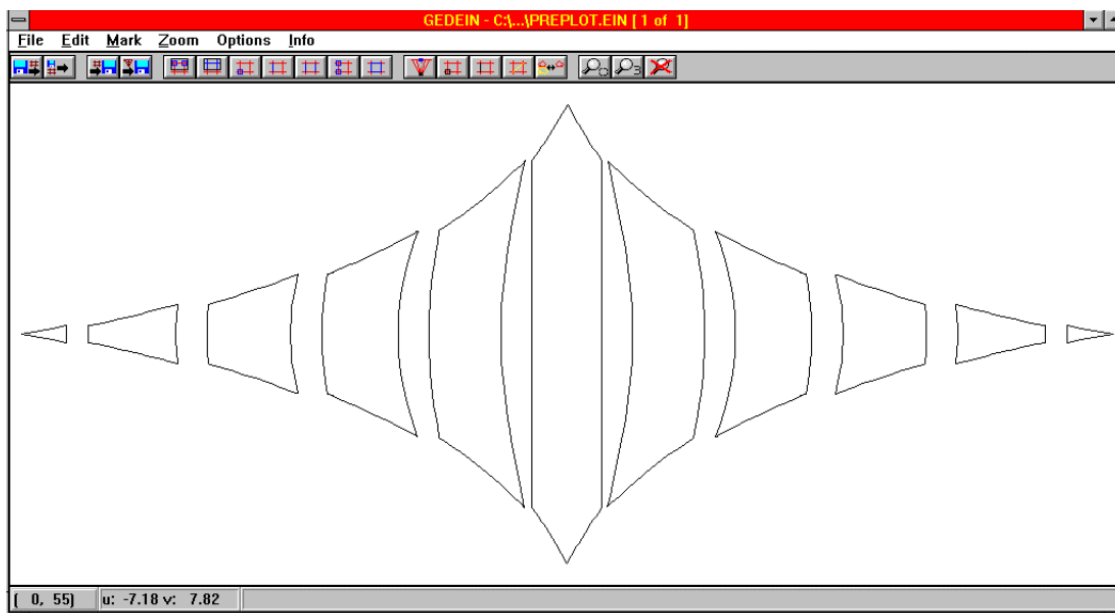 GEDEIN - C:\...\PREPLOT.EIN [ 1 of 1]
File Edit Mark Zoom Options Info
[ 0, 55) u: -7.18 v: 7.82